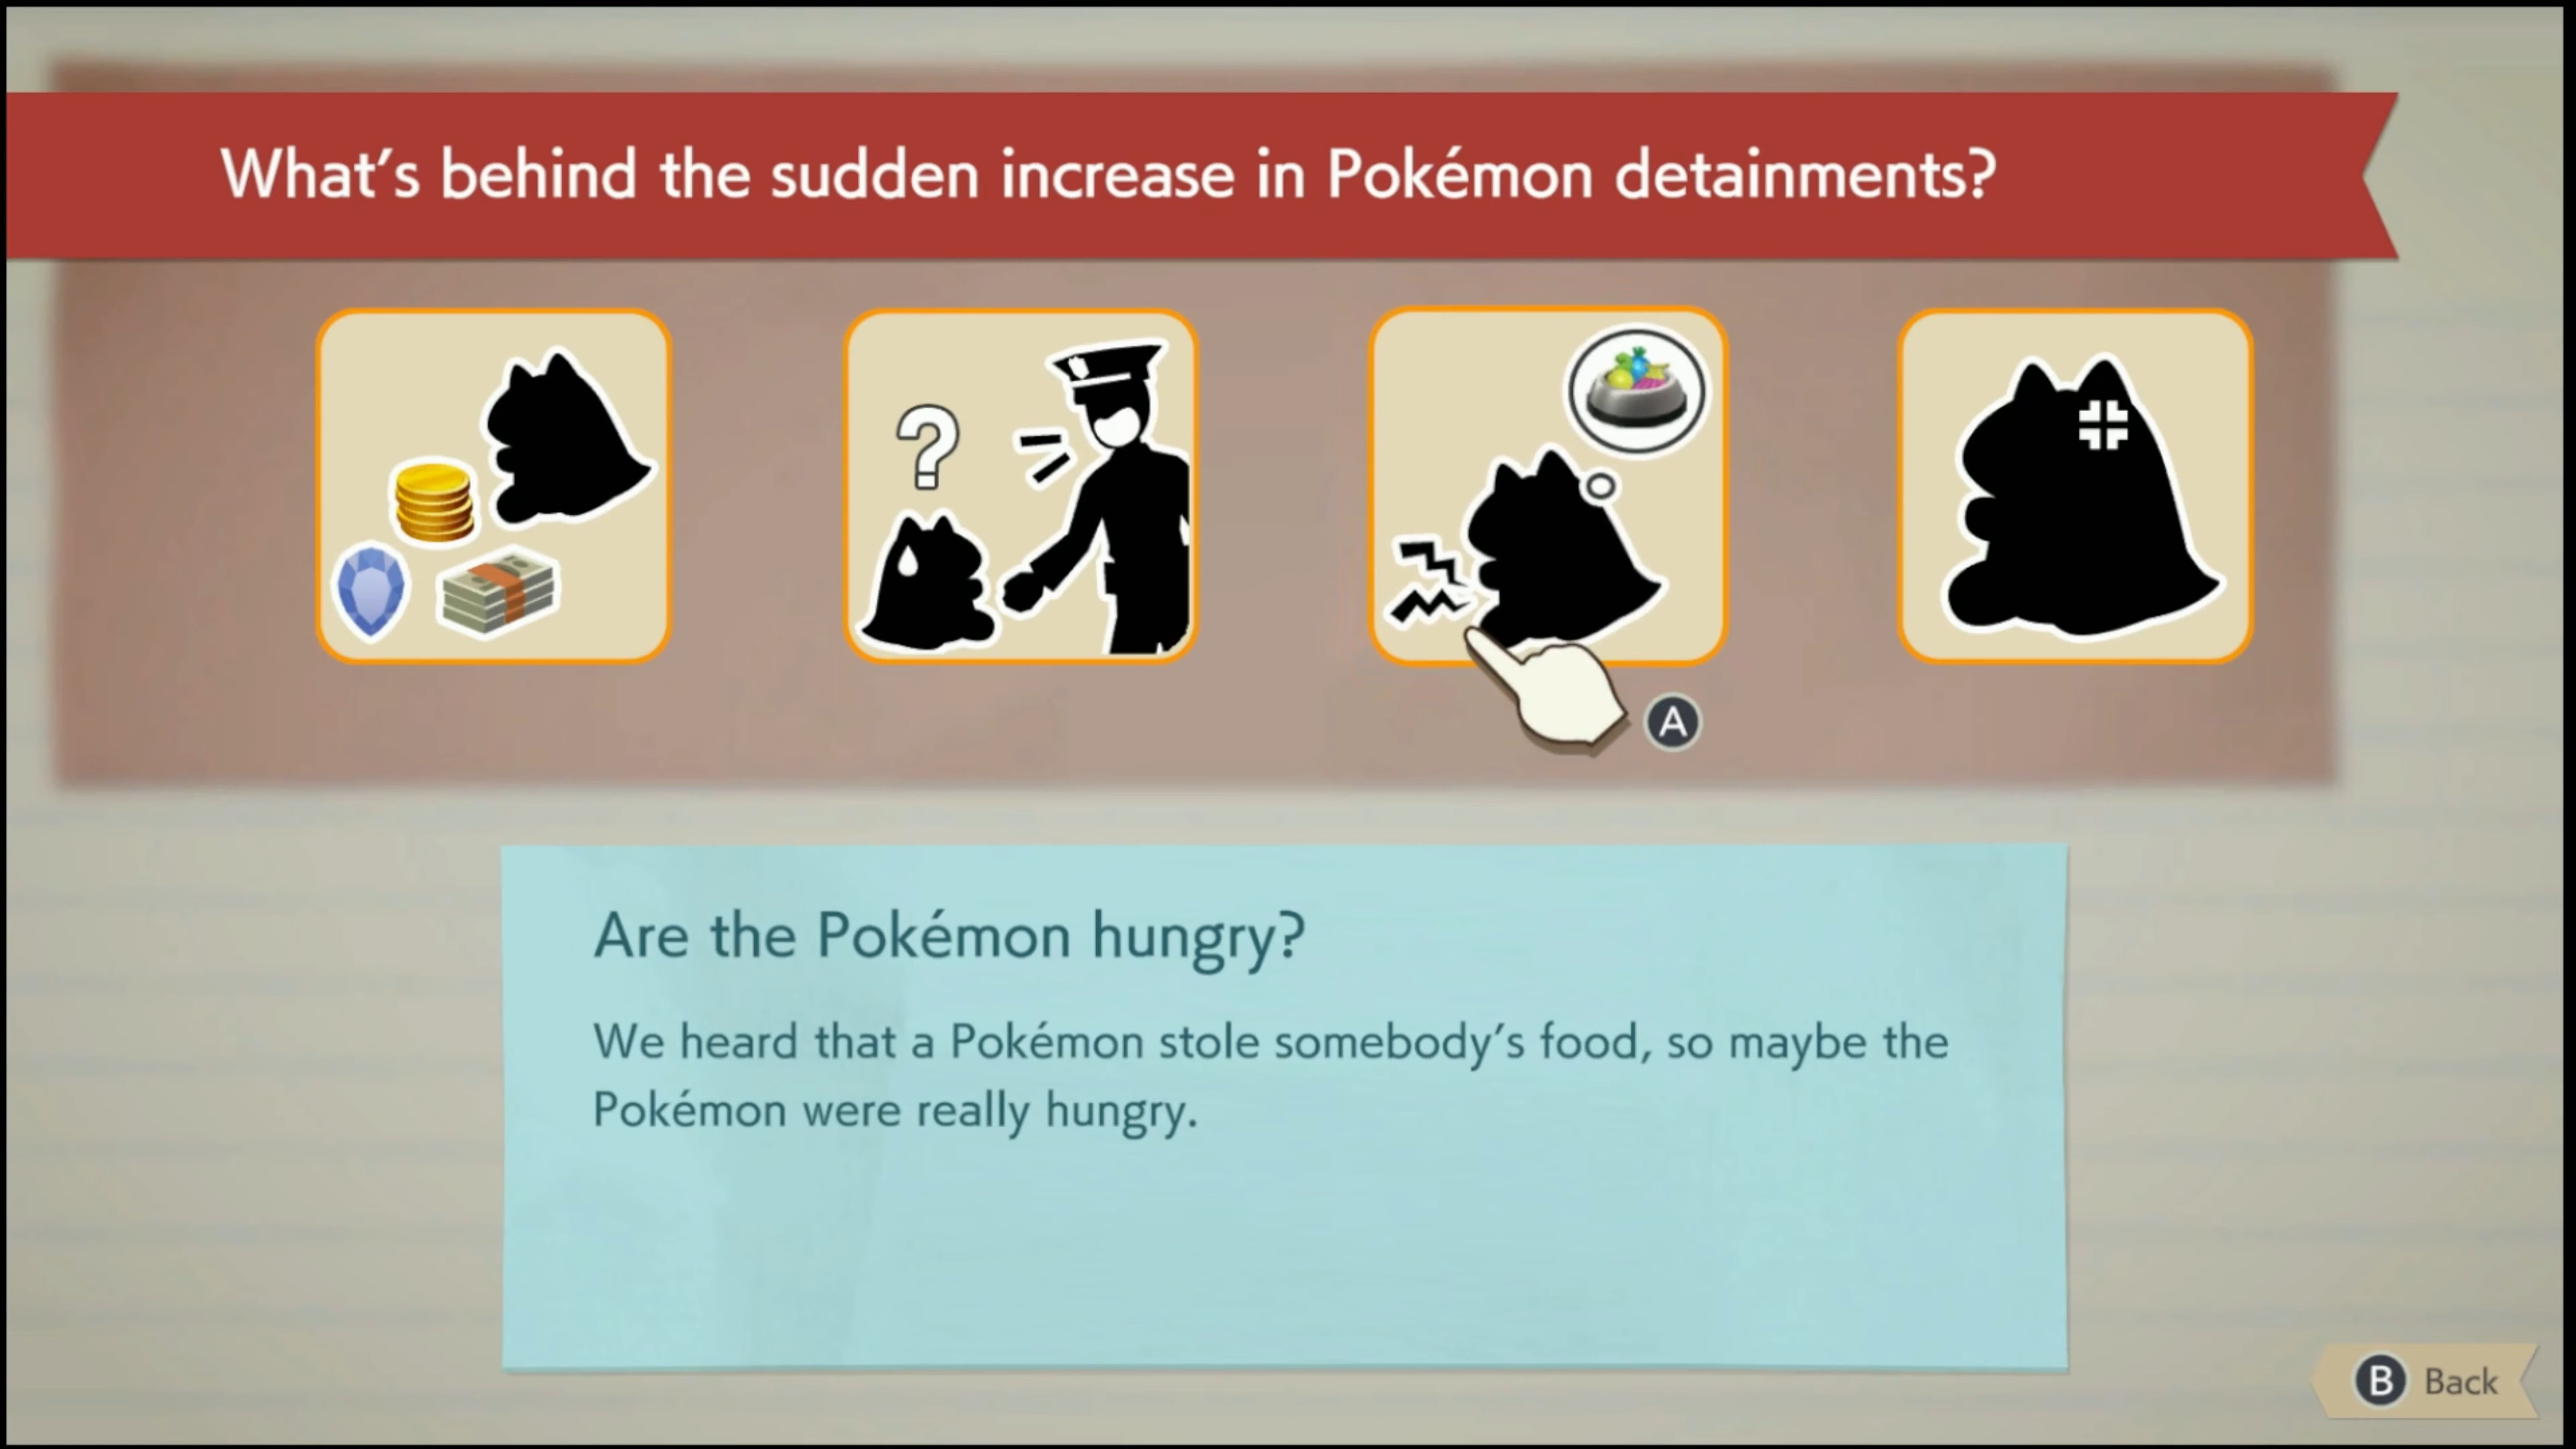 What's behind the sudden increase in Pokémon detainments?
?
A
Are the Pokémon hungry?
We heard that a Pokémon stole somebody's food, so maybe the
Pokémon were really hungry.
B Back